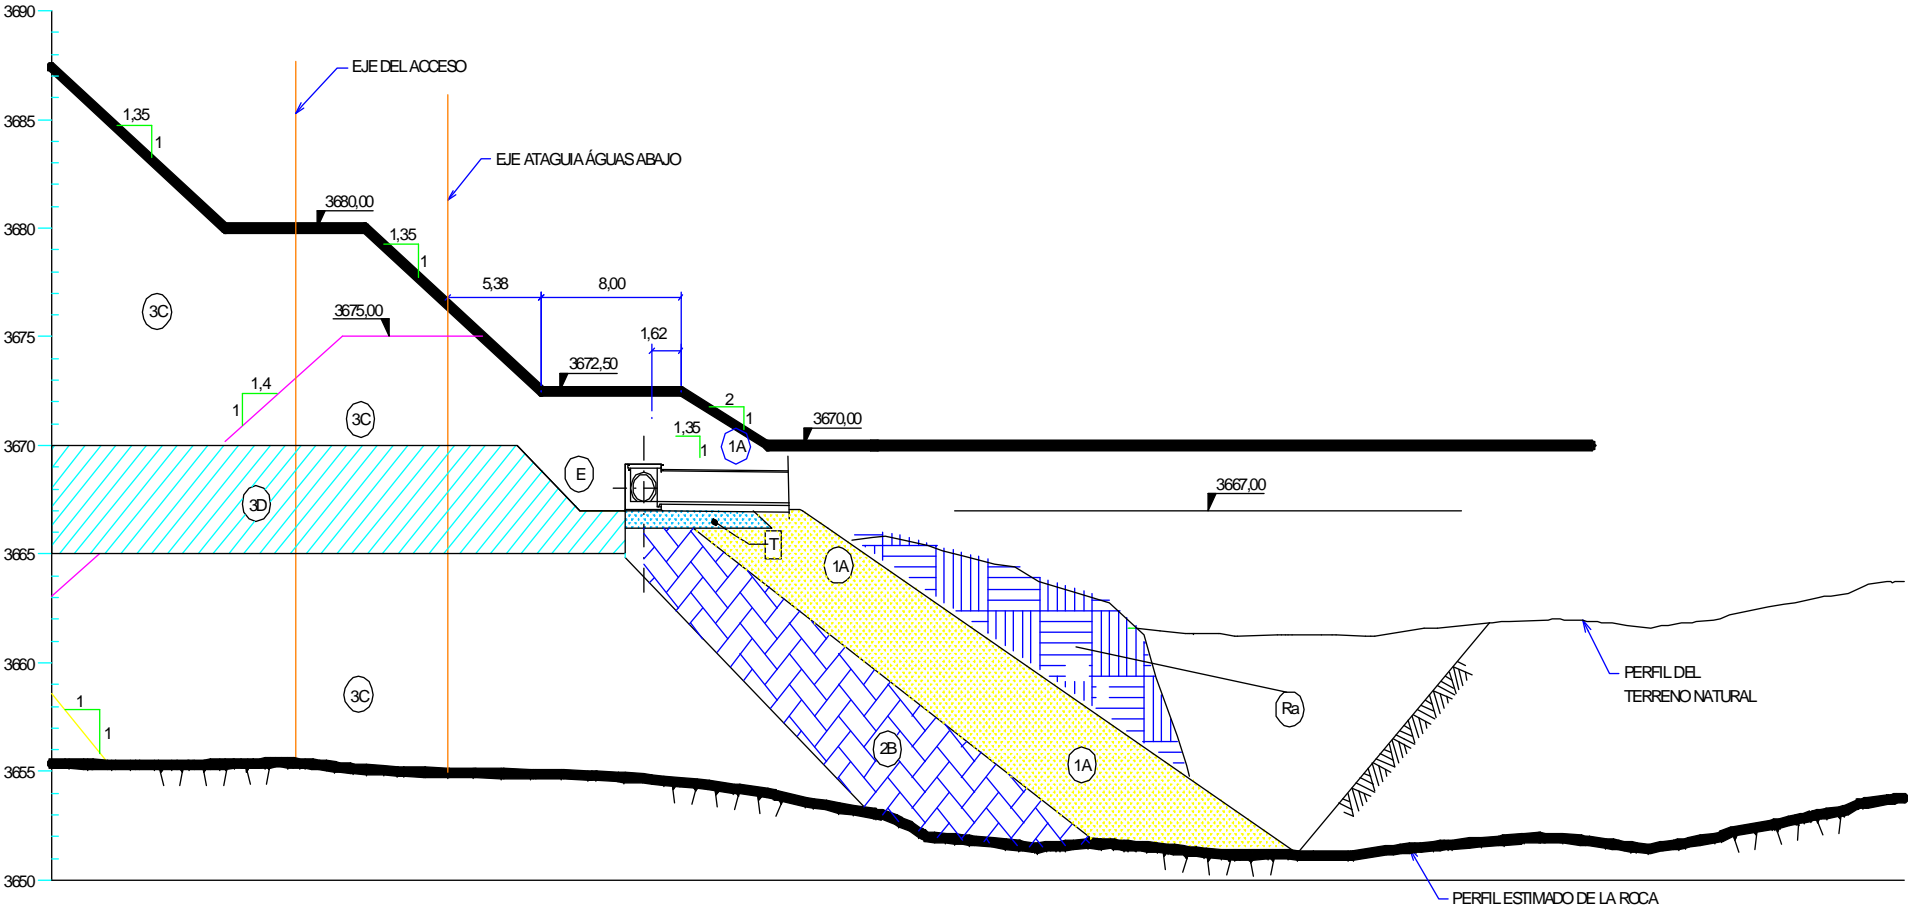 3690
EJE DEL ACCESO
1,35
3685
1
EJE ATAGUIA ÁGUAS ABAJO
3680,00
3680
1,35
1
5,38
8,00
3C
3675,00
1,62
3675
3672,50
1,4
2
1
3C
1
3670,00
1,35
3670
1A
1
E
3667,00
3D
T
3665
1A
3660
PERFIL DEL
3C
TERRENO NATURAL
1
Ra
1
2B
1A
3655
3650
PERFIL ESTIMADO DE LA ROCA